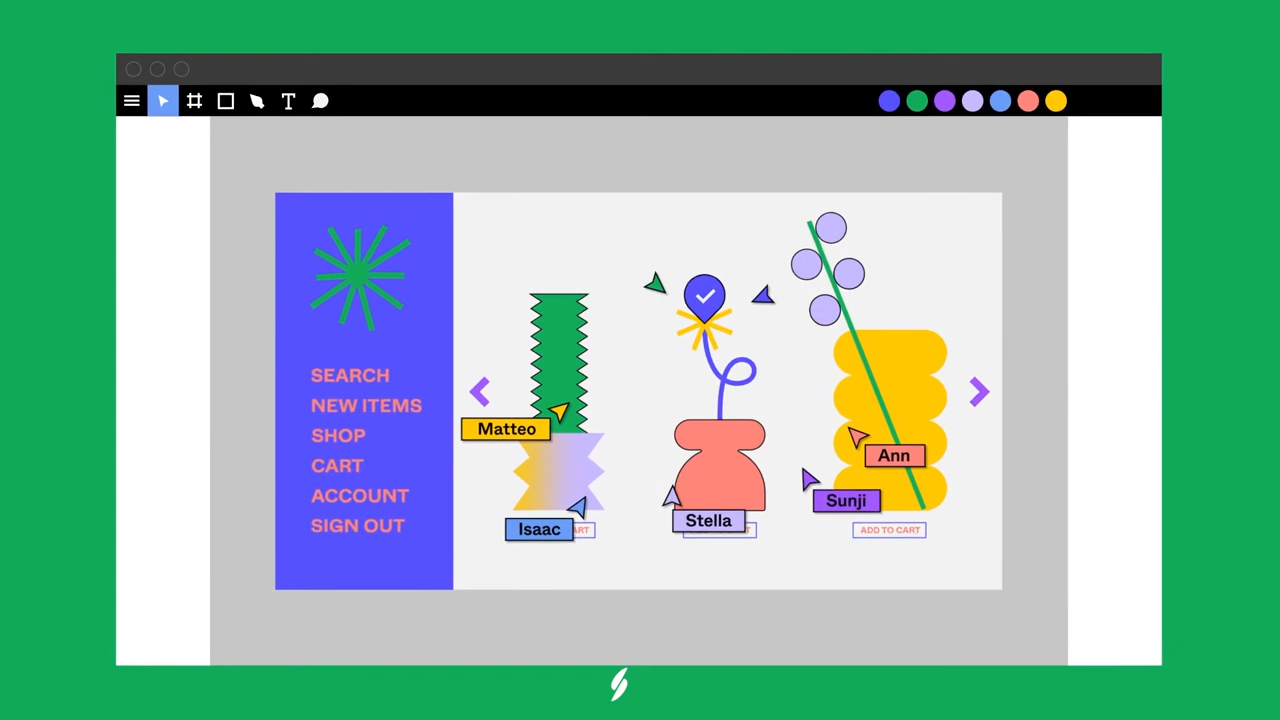 SEARCH
NEW ITEMS
SHOP
CART
ACCOUNT
SIGN OUT
Matteo
Isaac
Stella
Ann
Sunji
ADD TO CART